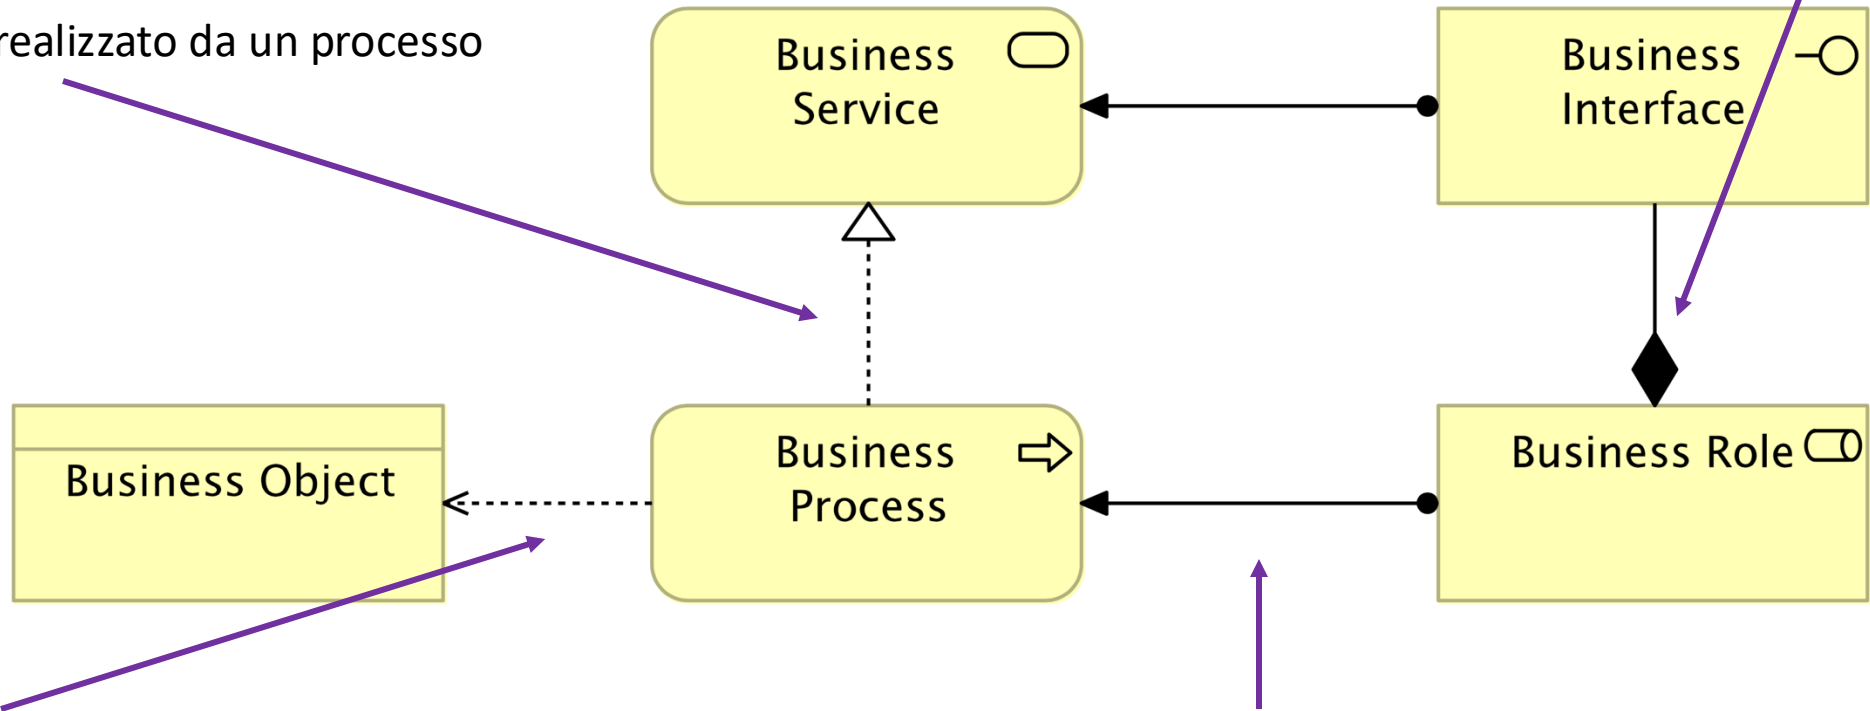 realizzato da un processo
Business
Service
Business
Interface
Business Object
Business
Process
Business Role